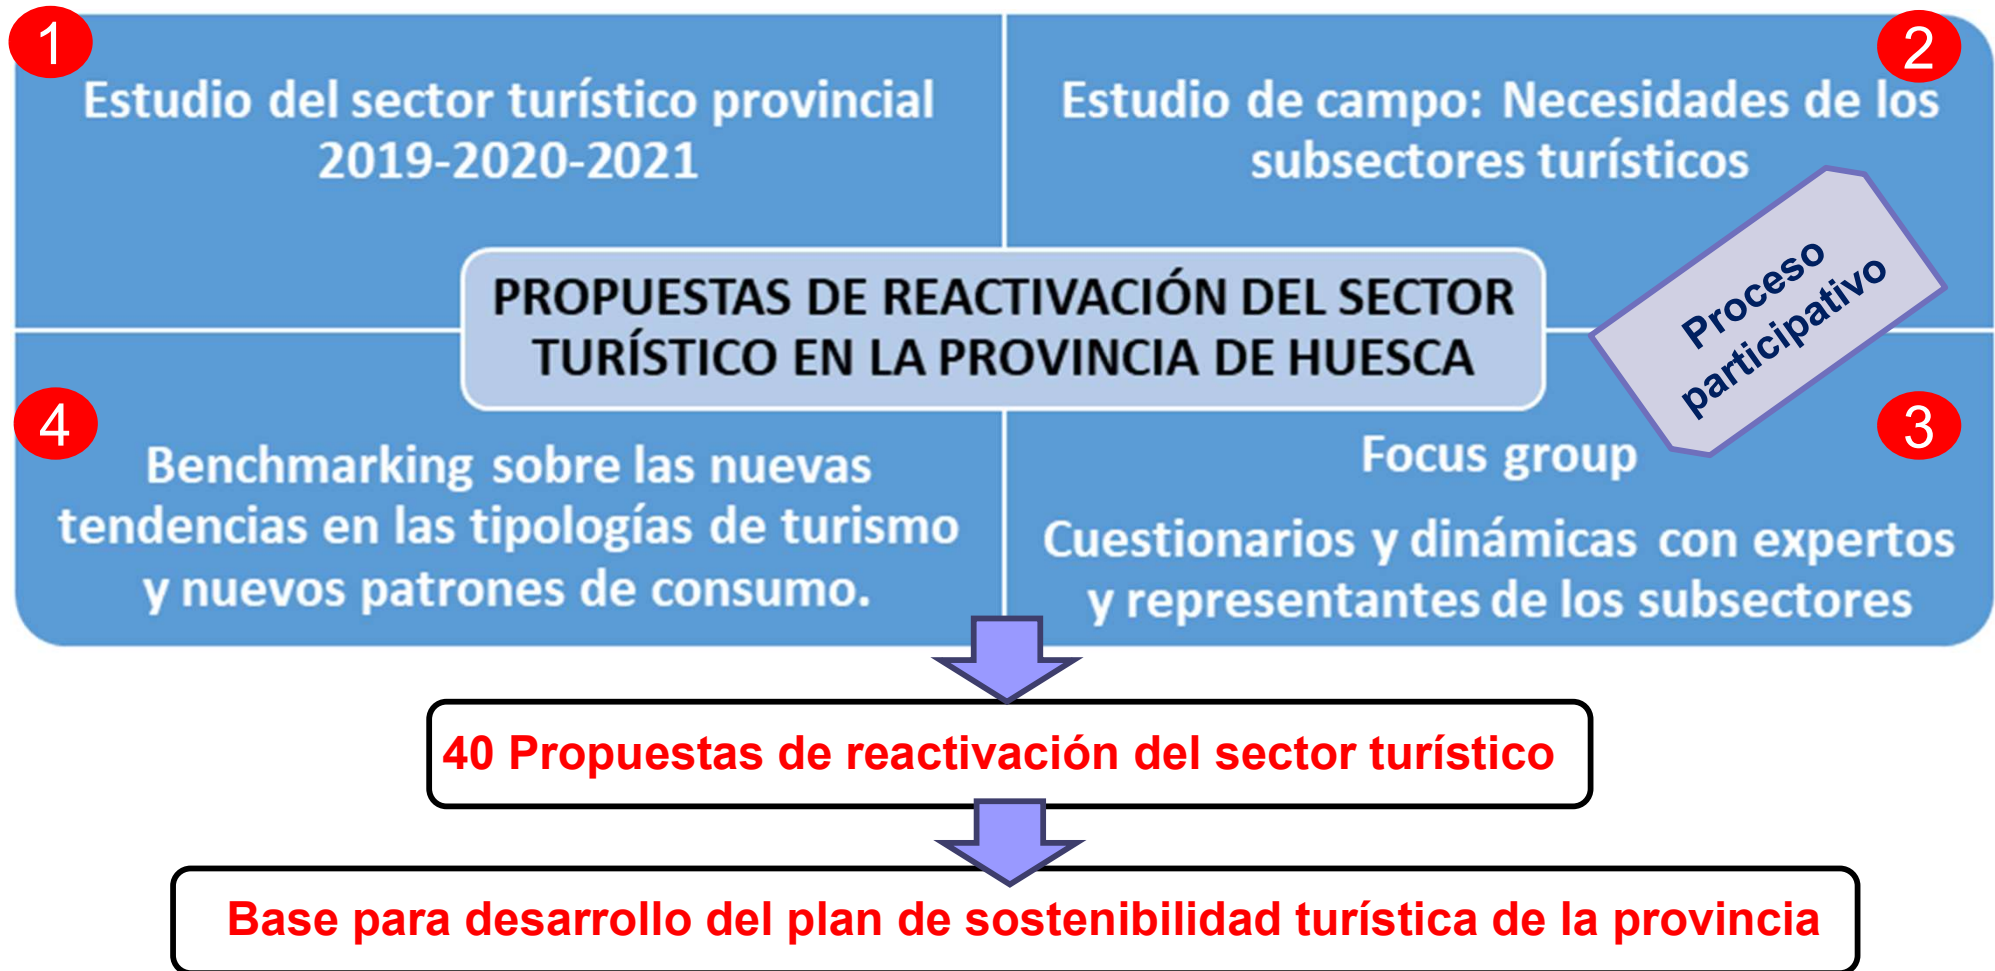 1
Estudio del sector turístico provincial
2019-2020-2021
2
Estudio de campo: Necesidades de los
subsectores turísticos
Proceso
participativo
PROPUESTAS DE REACTIVACIÓN DEL SECTOR
TURÍSTICO EN LA PROVINCIA DE HUESCA
4
Benchmarking sobre las nuevas
tendencias en las tipologías de turismo
y nuevos patrones de consumo.
3
Focus group
Cuestionarios y dinámicas con expertos
y representantes de los subsectores
40 Propuestas de reactivación del sector turístico
Base para desarrollo del plan de sostenibilidad turística de la provincia